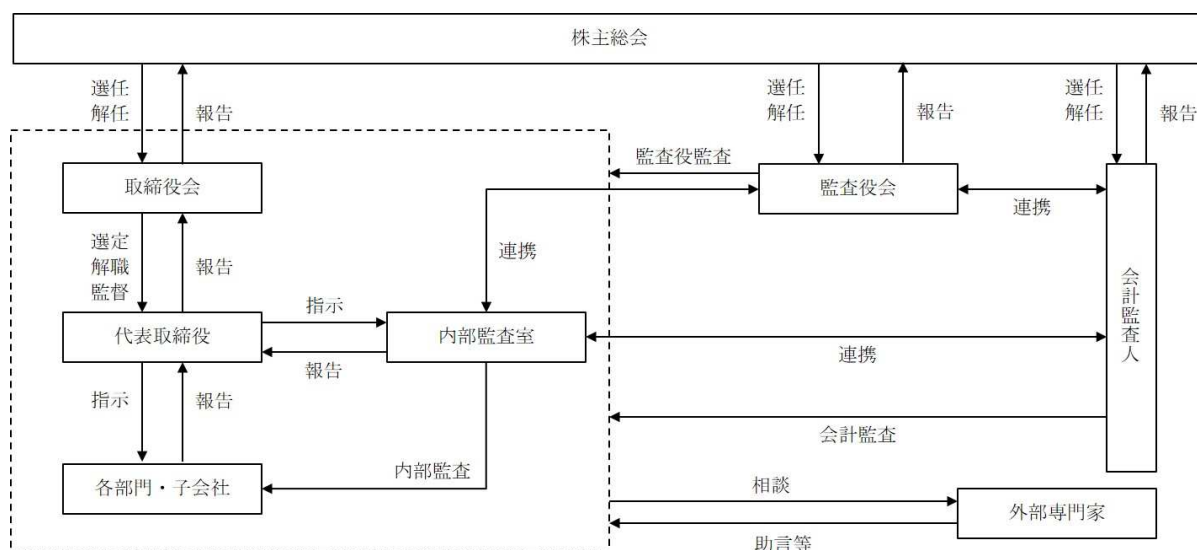 株主総会
選任
解任
報告
選任
解任
報告
選任
解任
報告
取締役会
監査役監査
監査役会
連携
選定
解職
監督
報告
連携
会計監査人
代表取締役
指示
報告
内部監査室
連携
指示
報告
会計監査
各部門・子会社
内部監査
相談
外部専門家
助言等